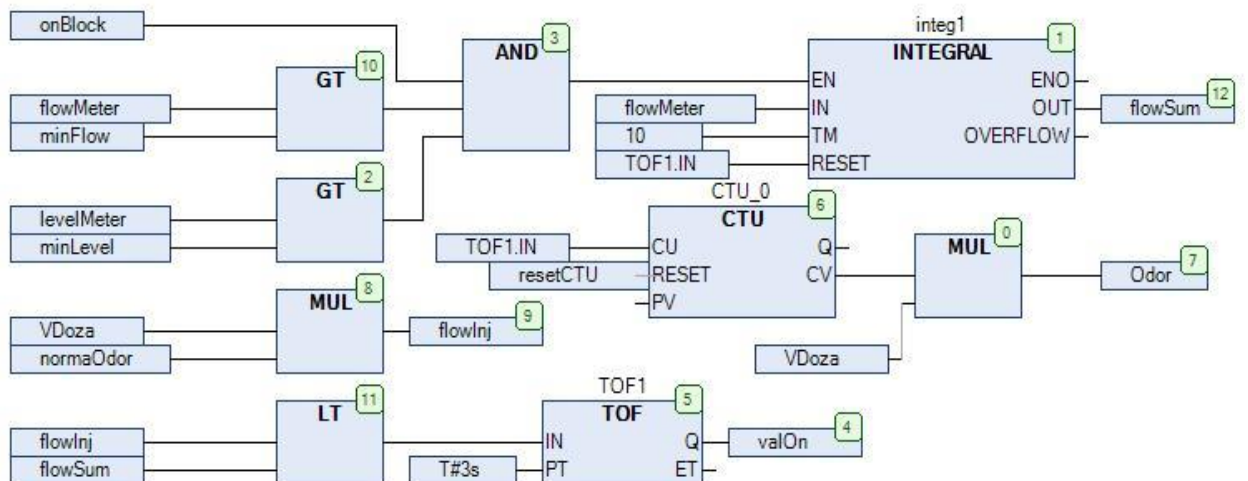 onBlock
integ1
AND 3
INTEGRAL 1
GT 10
EN ENO
flowMeter
flowMeter IN OUT flowSum 12
minFlow
10 TM OVERFLOW
TOF1.IN RESET
GT 2
CTU_0
CTU 6
levelMeter
minLevel
TOF1.IN CU Q
MUL 0
resetCTU RESET CV
Odor 7
PV
MUL 8
VDoza
flowInj 9
normaOdor
VDoza
TOF1
LT 11
TOF 5
flowInj IN Q valOn 4
flowSum T#3s PT ET